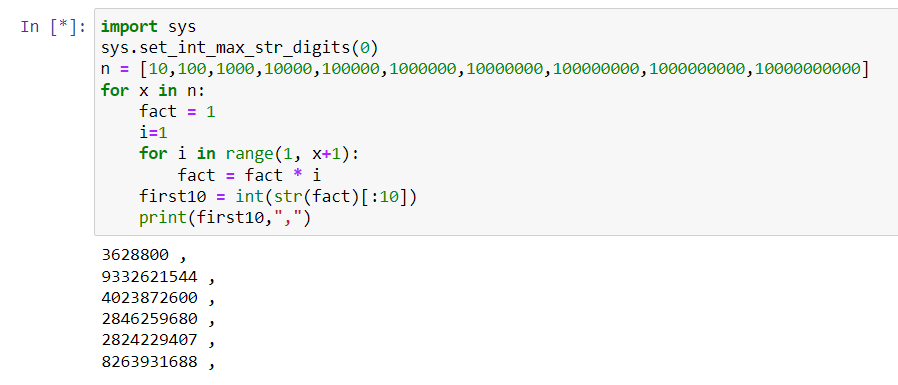 In [*]: import sys
sys.set_int_max_str_digits(0)
n = [10,100,1000,10000,100000,1000000,10000000,100000000,1000000000,10000000000]
for x in n:
    fact = 1
    i=1
    for i in range(1, x+1):
        fact = fact * i
    first10 = int(str(fact)[:10])
    print(first10,",")
3628800 ,
9332621544 ,
4023872600 ,
2846259680 ,
2824229407 ,
8263931688 ,